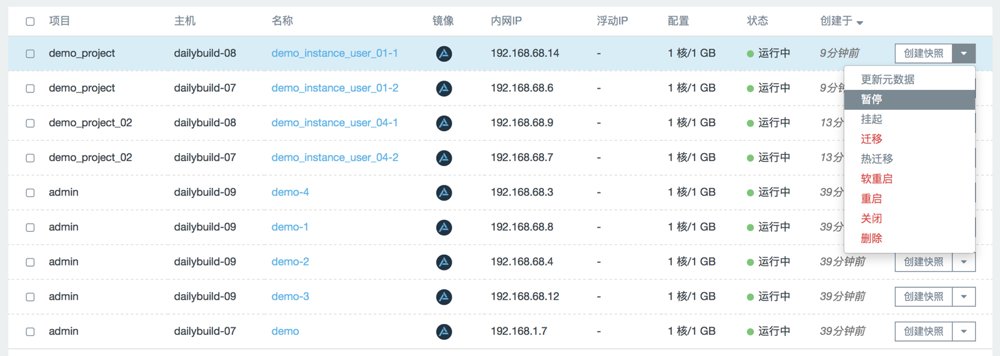 项目 主机 名称 镜像 内网IP 浮动IP 配置 状态 创建于
demo_project dailybuild-08 demo_instance_user_01-1 192.168.68.14 - 1 核/1 GB 运行中 9分钟前 创建快照
demo_project dailybuild-07 demo_instance_user_01-2 192.168.68.6 - 1 核/1 GB 运行中 9分
demo_project_02 dailybuild-08 demo_instance_user_04-1 192.168.68.9 - 1 核/1 GB 运行中 13分
demo_project_02 dailybuild-07 demo_instance_user_04-2 192.168.68.7 - 1 核/1 GB 运行中 13分
admin dailybuild-09 demo-4 192.168.68.3 - 1 核/1 GB 运行中 39分
admin dailybuild-09 demo-1 192.168.68.8 - 1 核/1 GB 运行中 39分
admin dailybuild-09 demo-2 192.168.68.4 - 1 核/1 GB 运行中 39分钟前 创建快照
admin dailybuild-09 demo-3 192.168.68.12 - 1 核/1 GB 运行中 39分钟前 创建快照
admin dailybuild-07 demo 192.168.1.7 - 1 核/1 GB 运行中 39分钟前 创建快照
更新元数据
暂停
挂起
迁移
热迁移
软重启
重启
关闭
删除